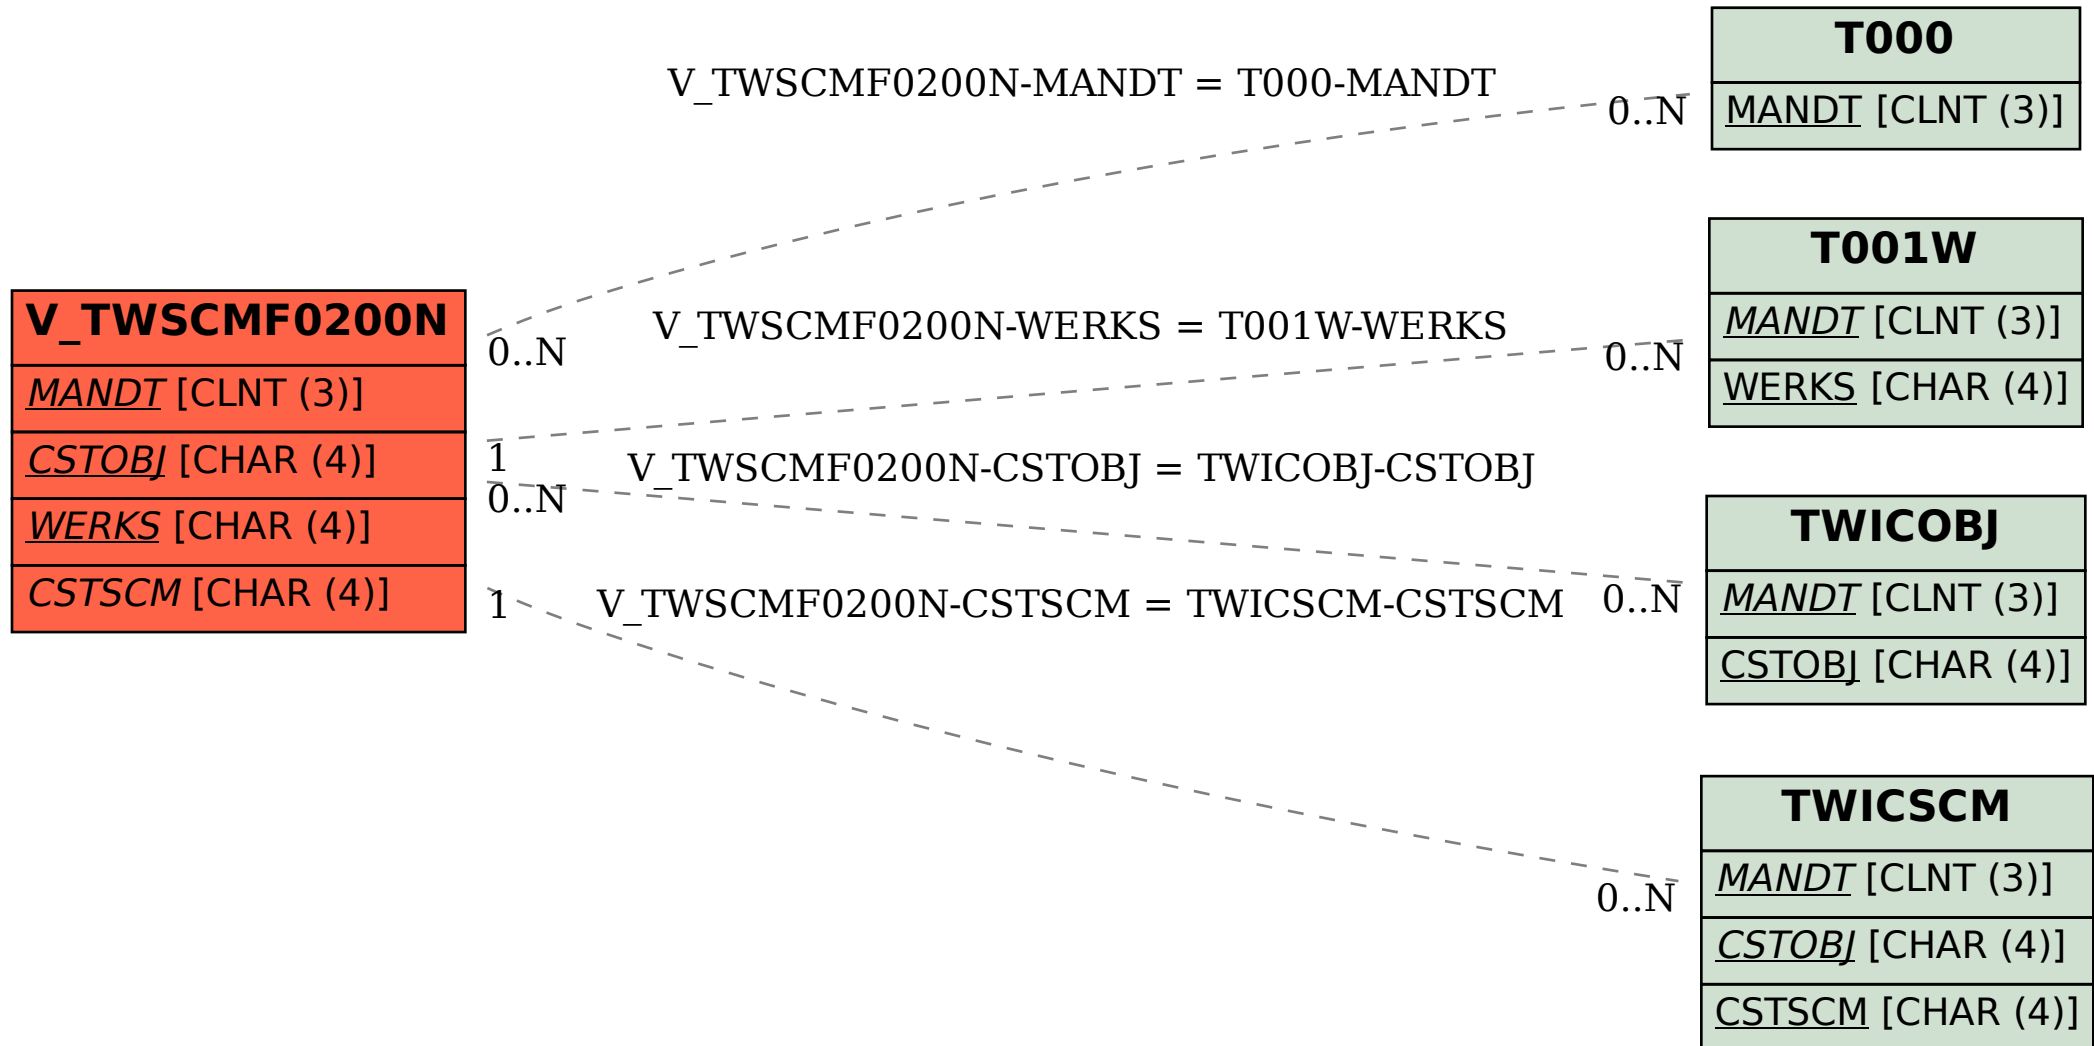 T000
MANDT [CLNT (3)]
V_TWSCMF0200N-MANDT = T000-MANDT
0..N
0..N
T001W
MANDT [CLNT (3)]
WERKS [CHAR (4)]
V_TWSCMF0200N-WERKS = T001W-WERKS
0..N
1
V_TWSCMF0200N
MANDT [CLNT (3)]
CSTOBJ [CHAR (4)]
WERKS [CHAR (4)]
CSTSCM [CHAR (4)]
V_TWSCMF0200N-CSTOBJ = TWICOBJ-CSTOBJ
0..N
0..N
TWICOBJ
MANDT [CLNT (3)]
CSTOBJ [CHAR (4)]
V_TWSCMF0200N-CSTSCM = TWICSCM-CSTSCM
1
0..N
TWICSCM
MANDT [CLNT (3)]
CSTOBJ [CHAR (4)]
CSTSCM [CHAR (4)]